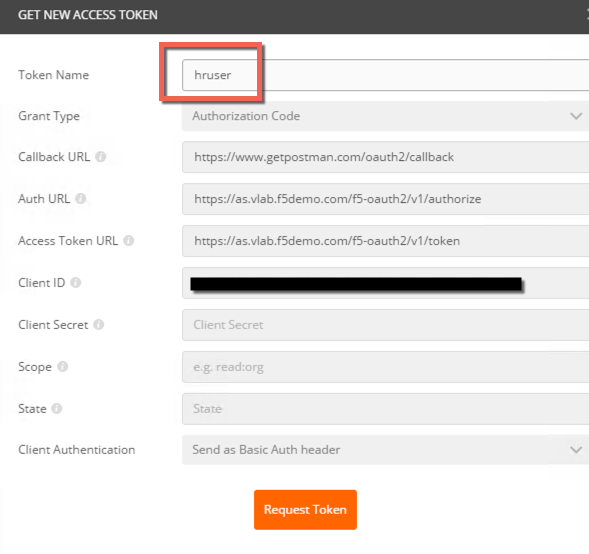 GET NEW ACCESS TOKEN
Token Name hruser
Grant Type Authorization Code
Callback URL https://www.getpostman.com/oauth2/callback
Auth URL https://as.vlab.f5demo.com/f5-oauth2/v1/authorize
Access Token URL https://as.vlab.f5demo.com/f5-oauth2/v1/token
Client ID
Client Secret Client Secret
Scope e.g. read:org
State State
Client Authentication Send as Basic Auth header
Request Token